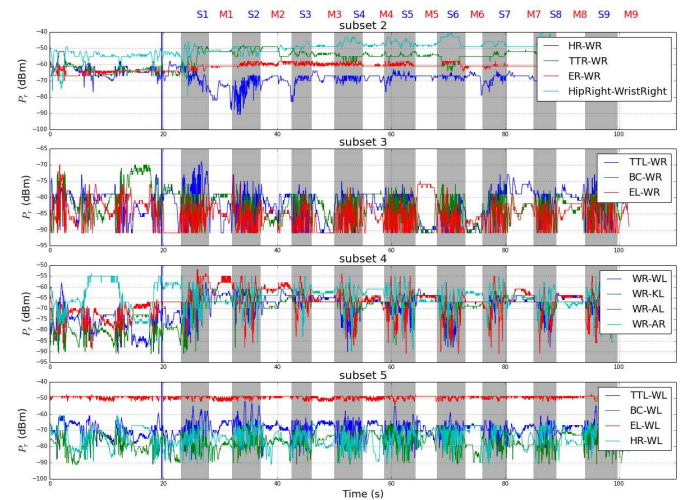 S1 M1 S2 M2 S3 M3 S4 M4 S5 M5 S6 M6 S7 M7 S8 M8 S9 M9
subset 2
-40
-50
-60
-70
-80
-90
-100
Pr (dBm)
HR-WR
TTR-WR
ER-WR
HipRight-WristRight
0 20 40 60 80 100
subset 3
-65
-70
-75
-80
-85
-90
-95
Pr (dBm)
TTL-WR
BC-WR
EL-WR
0 20 40 60 80 100
subset 4
-50
-55
-60
-65
-70
-75
-80
-85
-90
-95
Pr (dBm)
WR-WL
WR-KL
WR-AL
WR-AR
0 20 40 60 80 100
subset 5
-40
-50
-60
-70
-80
-90
-100
Pr (dBm)
TTL-WL
BC-WL
EL-WL
HR-WL
0 20 40 60 80 100
Time (s)